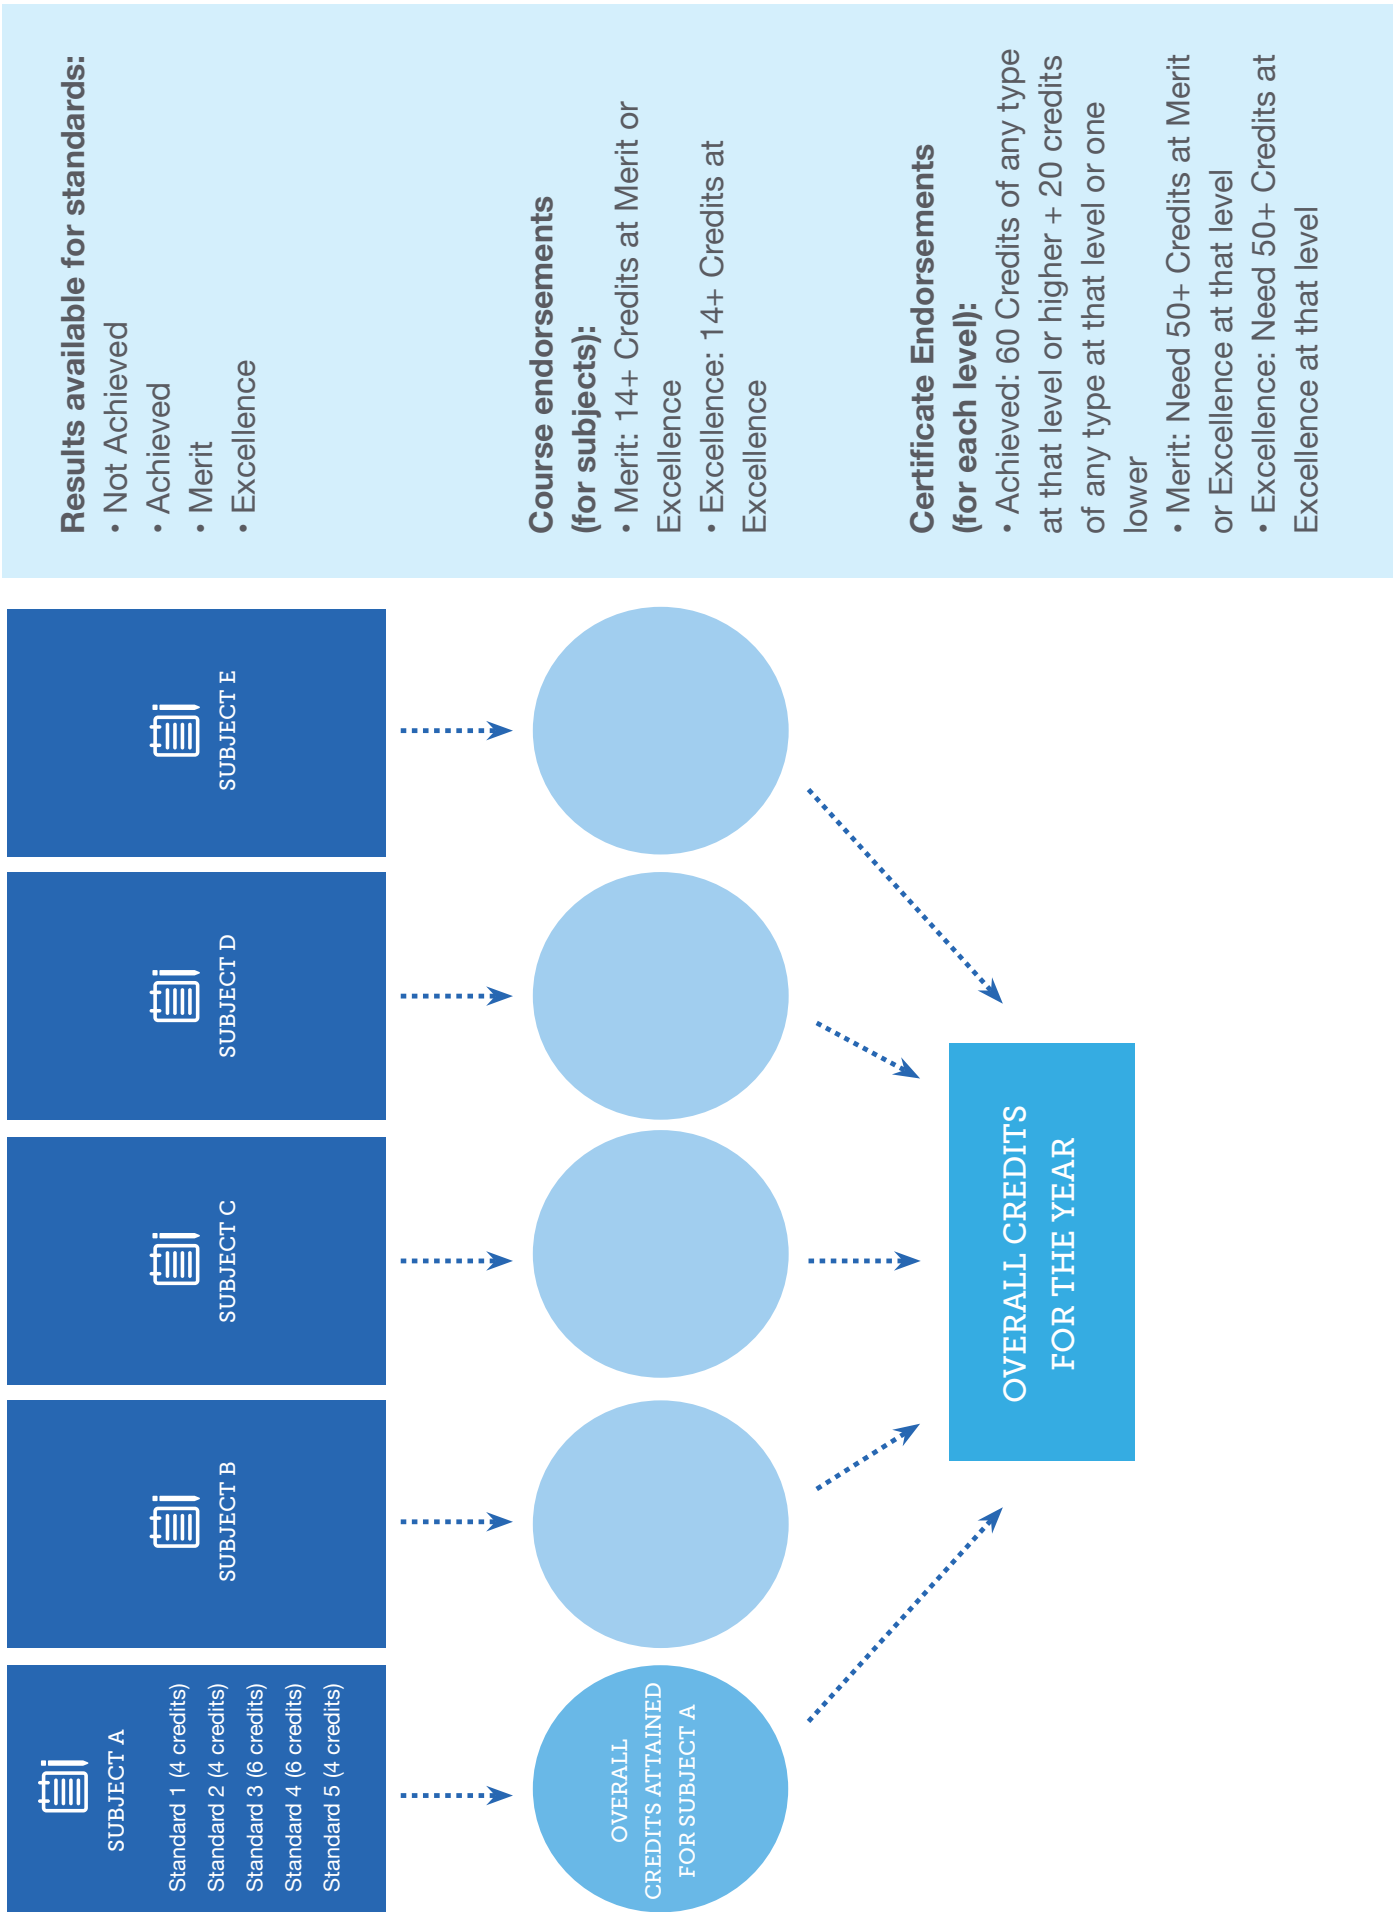 SUBJECT A
Standard 1 (4 credits)
Standard 2 (4 credits)
Standard 3 (6 credits)
Standard 4 (6 credits)
Standard 5 (4 credits)
SUBJECT B
SUBJECT C
SUBJECT D
SUBJECT E
Results available for standards:
• Not Achieved
• Achieved
• Merit
• Excellence
OVERALL
CREDITS ATTAINED
FOR SUBJECT A
Course endorsements
(for subjects):
• Merit: 14+ Credits at Merit or
Excellence
• Excellence: 14+ Credits at
Excellence
OVERALL CREDITS
FOR THE YEAR
Certificate Endorsements
(for each level):
• Achieved: 60 Credits of any type
at that level or higher + 20 credits
of any type at that level or one
lower
• Merit: Need 50+ Credits at Merit
or Excellence at that level
• Excellence: Need 50+ Credits at
Excellence at that level